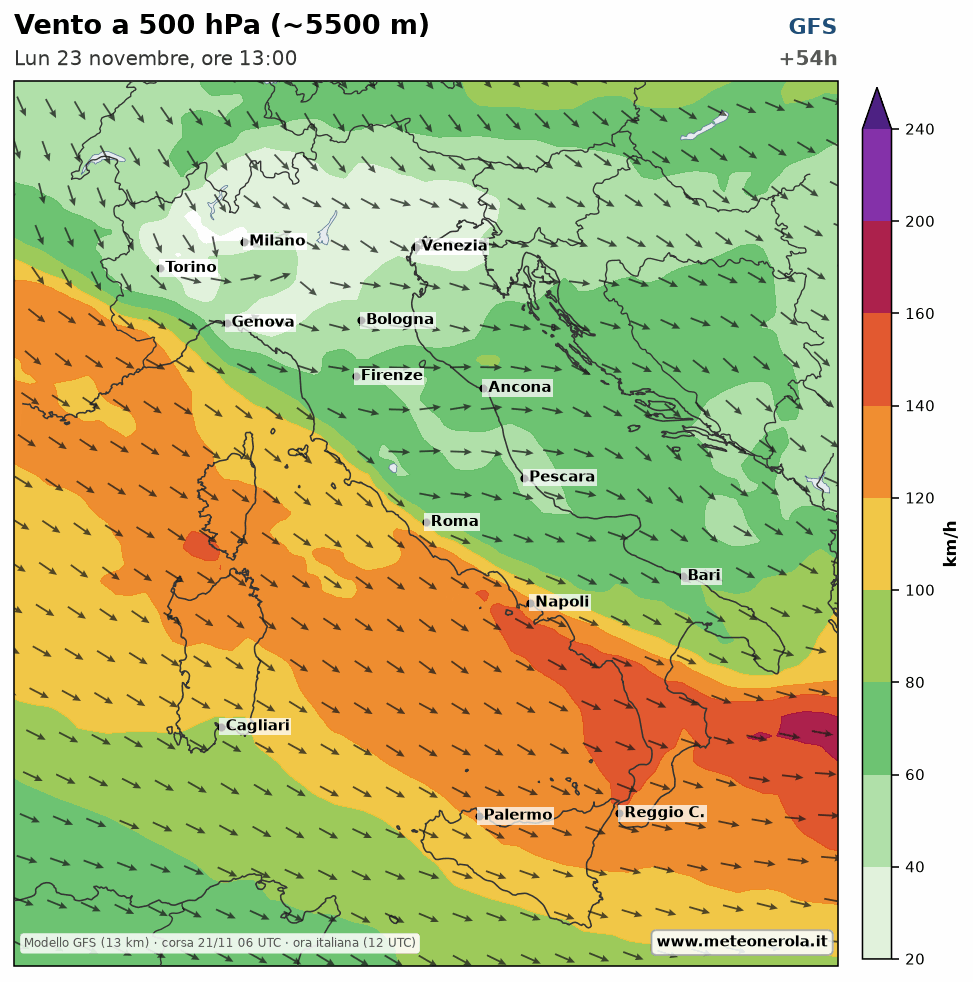 Vento a 500 hPa (~5500 m)
GFS
Lun 23 novembre, ore 13:00
+54h
Milano
Venezia
Torino
Genova
Bologna
Firenze
Ancona
Pescara
Roma
Bari
Napoli
Cagliari
Palermo
Reggio C.
240
200
160
140
120
100
80
60
40
20
km/h
Modello GFS (13 km) · corsa 21/11 06 UTC · ora italiana (12 UTC)
www.meteonerola.it